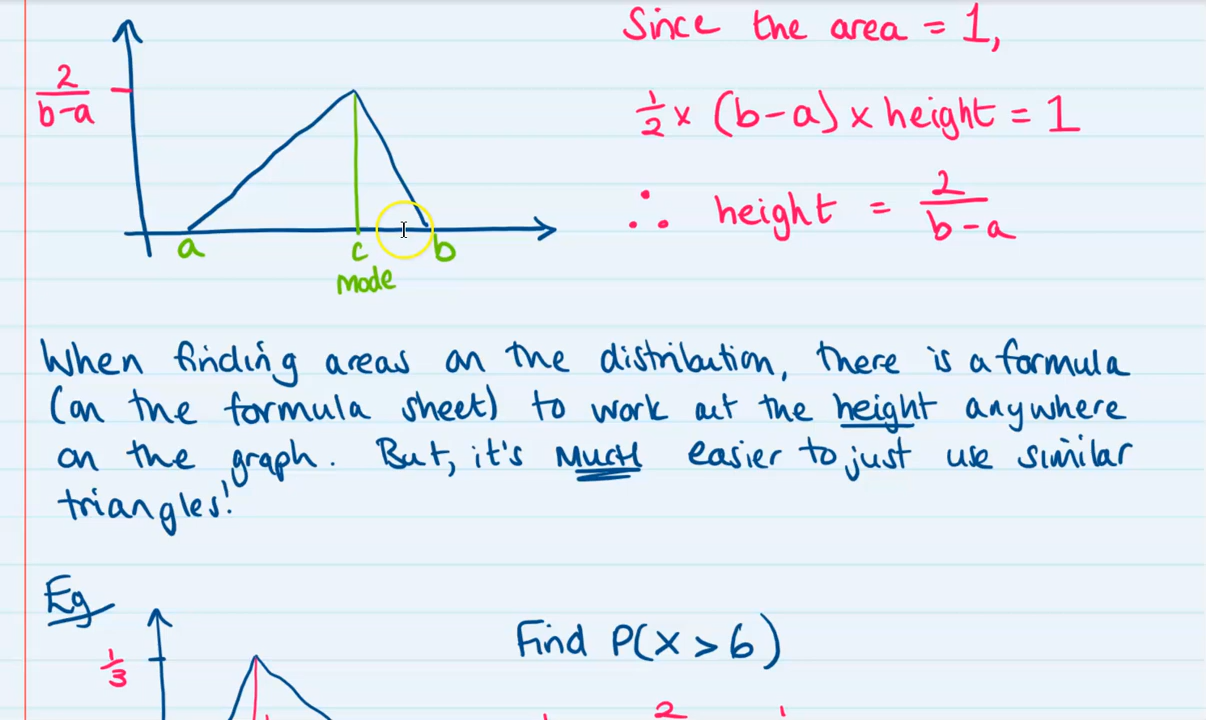 Since the area = 1,
2/(b-a)
1/2 × (b-a) × height = 1
∴ height = 2/(b-a)
a c b
mode
When finding areas on the distribution, there is a formula
(on the formula sheet) to work out the height anywhere
on the graph. But, it's MUCH easier to just use similar
triangles!
Eg
Find P(X > 6)
1/3
2